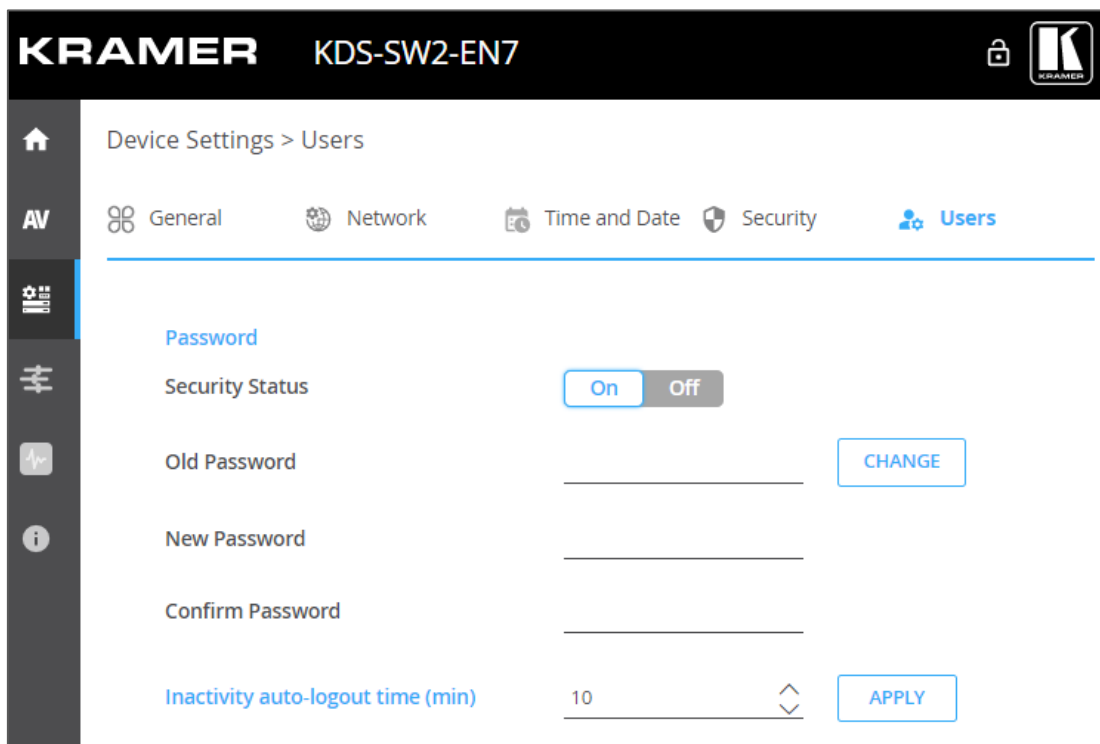 KRAMER KDS-SW2-EN7
KRAMER
Device Settings > Users
AV General Network Time and Date Security Users
Password
Security Status On Off
Old Password CHANGE
New Password
Confirm Password
Inactivity auto-logout time (min) 10 APPLY